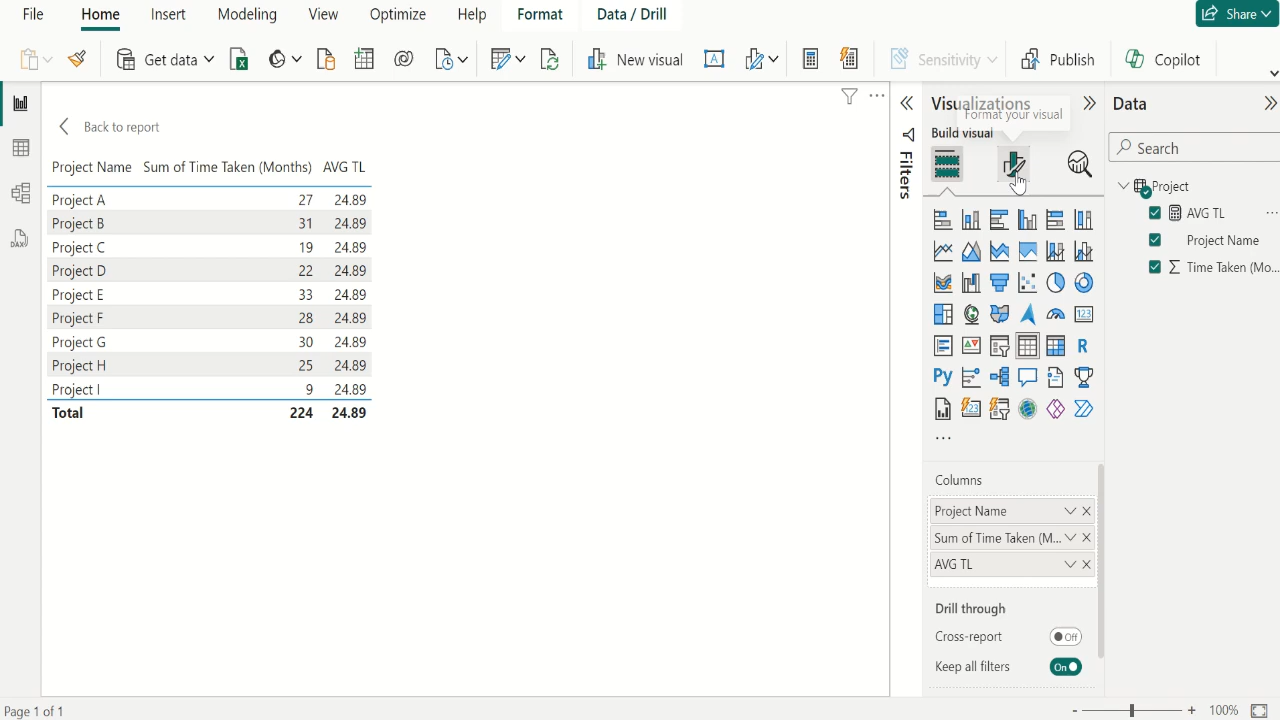 File Home Insert Modeling View Optimize Help Format Data / Drill Share
Get data New visual Sensitivity Publish Copilot
Back to report
Project Name Sum of Time Taken (Months) AVG TL
Project A 27 24.89
Project B 31 24.89
Project C 19 24.89
Project D 22 24.89
Project E 33 24.89
Project F 28 24.89
Project G 30 24.89
Project H 25 24.89
Project I 9 24.89
Total 224 24.89
Filters
Visualizations
Format your visual
Build visual
123
R
Py
123
...
Columns
Project Name
Sum of Time Taken (M...
AVG TL
Drill through
Cross-report Off
Keep all filters On
Data
Search
Project
AVG TL ...
Project Name
Σ Time Taken (Mo...
Page 1 of 1
- + 100%